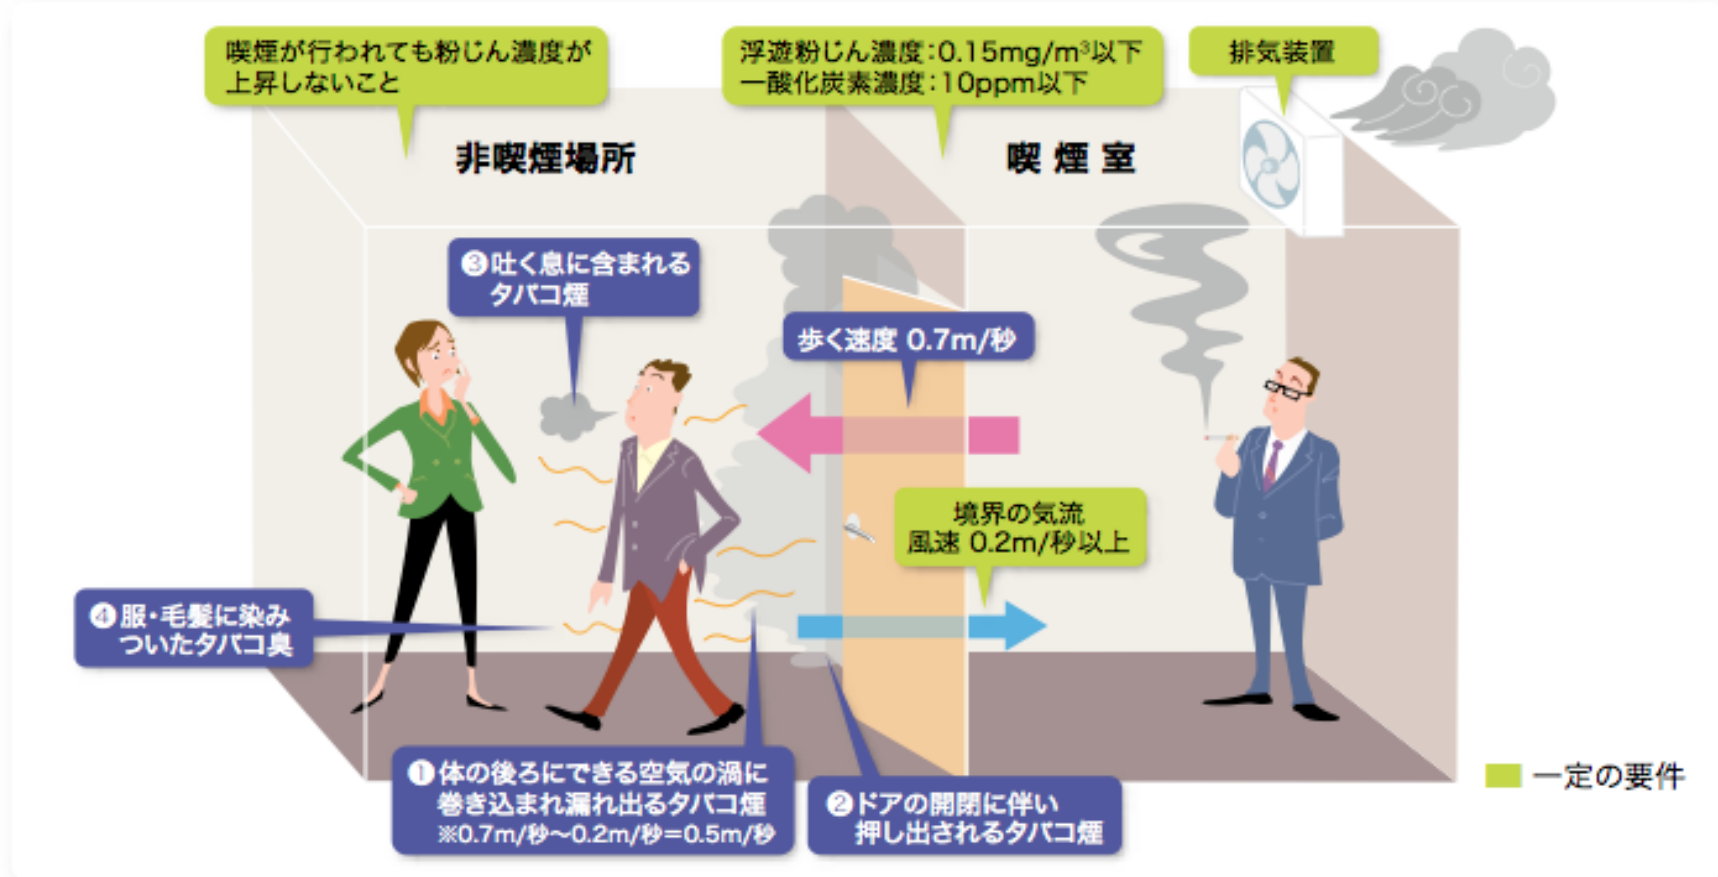 喫煙が行われても粉じん濃度が
上昇しないこと
浮遊粉じん濃度:0.15mg/m³以下
一酸化炭素濃度:10ppm以下
排気装置
非喫煙場所
喫煙室
❸吐く息に含まれる
タバコ煙
歩く速度 0.7m/秒
境界の気流
風速 0.2m/秒以上
❹服・毛髪に染み
ついたタバコ臭
❶体の後ろにできる空気の渦に
巻き込まれ漏れ出るタバコ煙
※0.7m/秒〜0.2m/秒=0.5m/秒
❷ドアの開閉に伴い
押し出されるタバコ煙
一定の要件